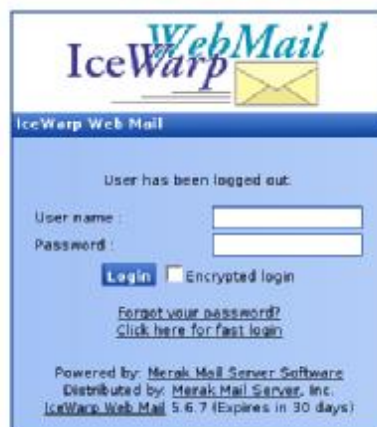 WebMail
IceWarp
IceWarp Web Mail
User has been logged out.
User name :
Password :
Login Encrypted login
Forgot your password?
Click here for fast login
Powered by: Merak Mail Server Software
Distributed by: Merak Mail Server, Inc.
IceWarp Web Mail 5.6.7 (Expires in 30 days)